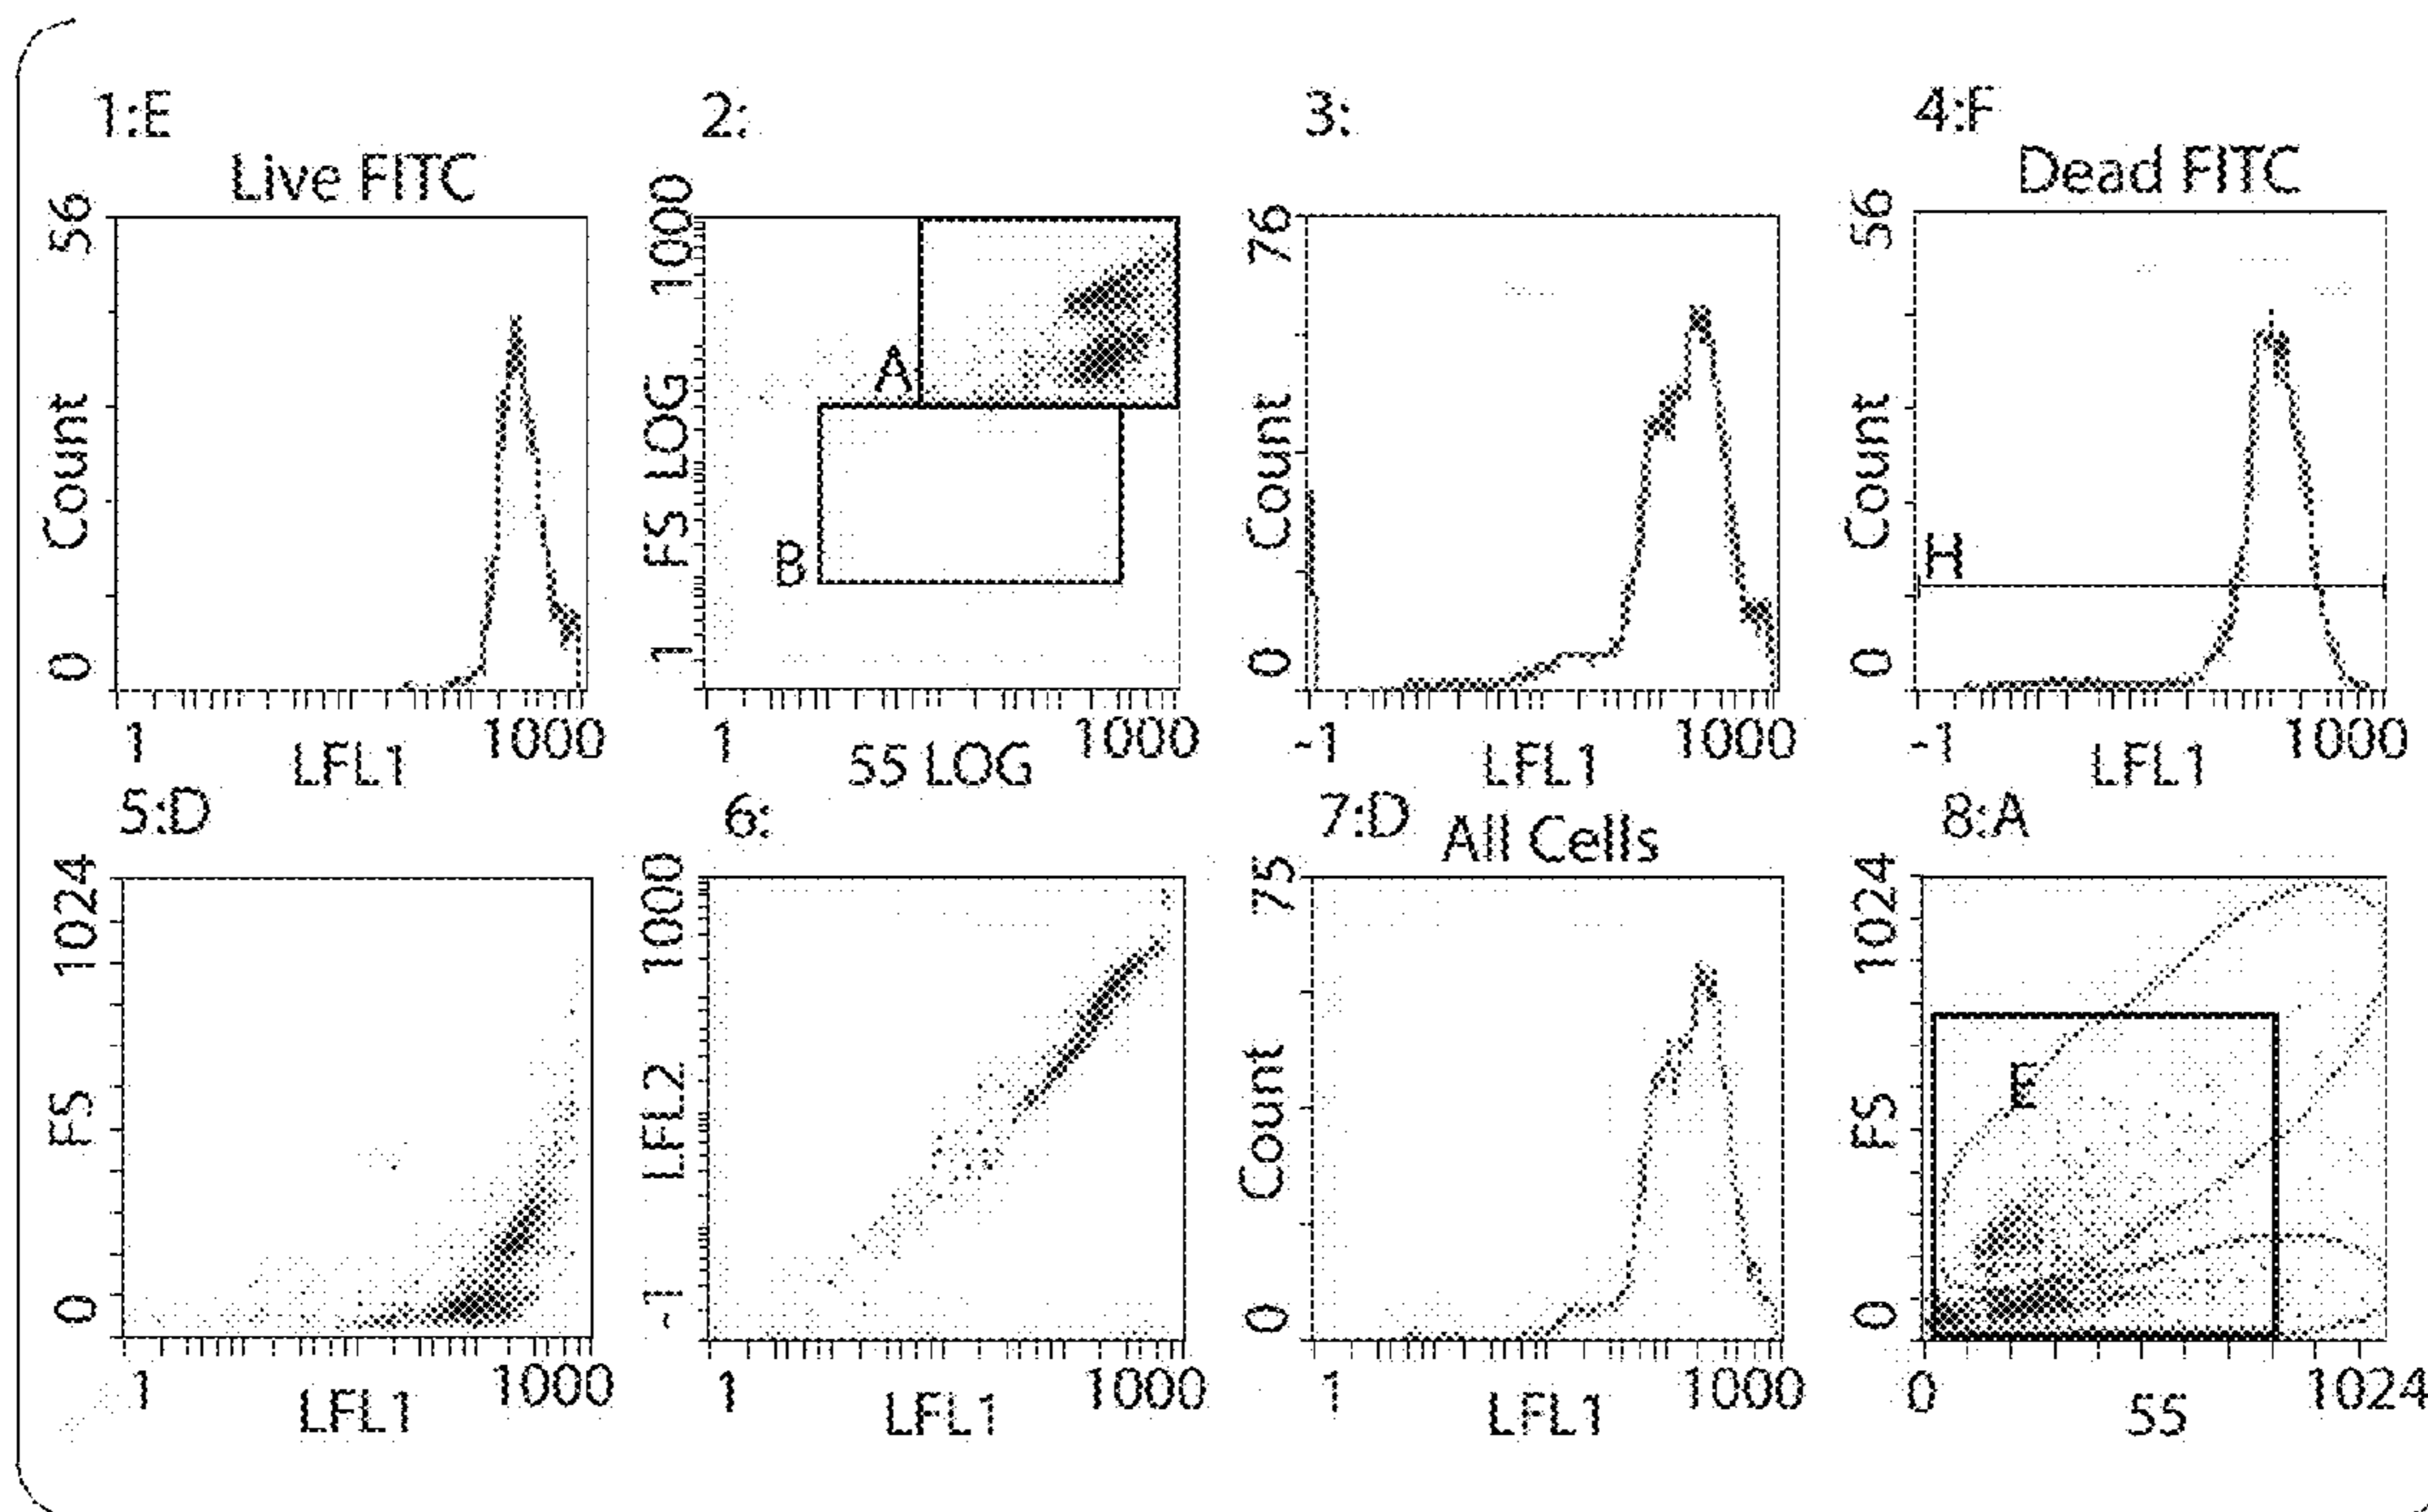 1:E
Live FITC
56
Count
0
1
LFL1
1000
2:
1000
FS LOG
1
A
B
1
55 LOG
1000
3:
76
Count
0
-1
LFL1
1000
4:F
Dead FITC
56
Count
0
H
-1
LFL1
1000
5:D
1024
FS
0
1
LFL1
1000
6:
1000
LFL2
-1
1
LFL1
1000
7:D
All Cells
75
Count
0
1
LFL1
1000
8:A
1024
FS
0
0
55
1024